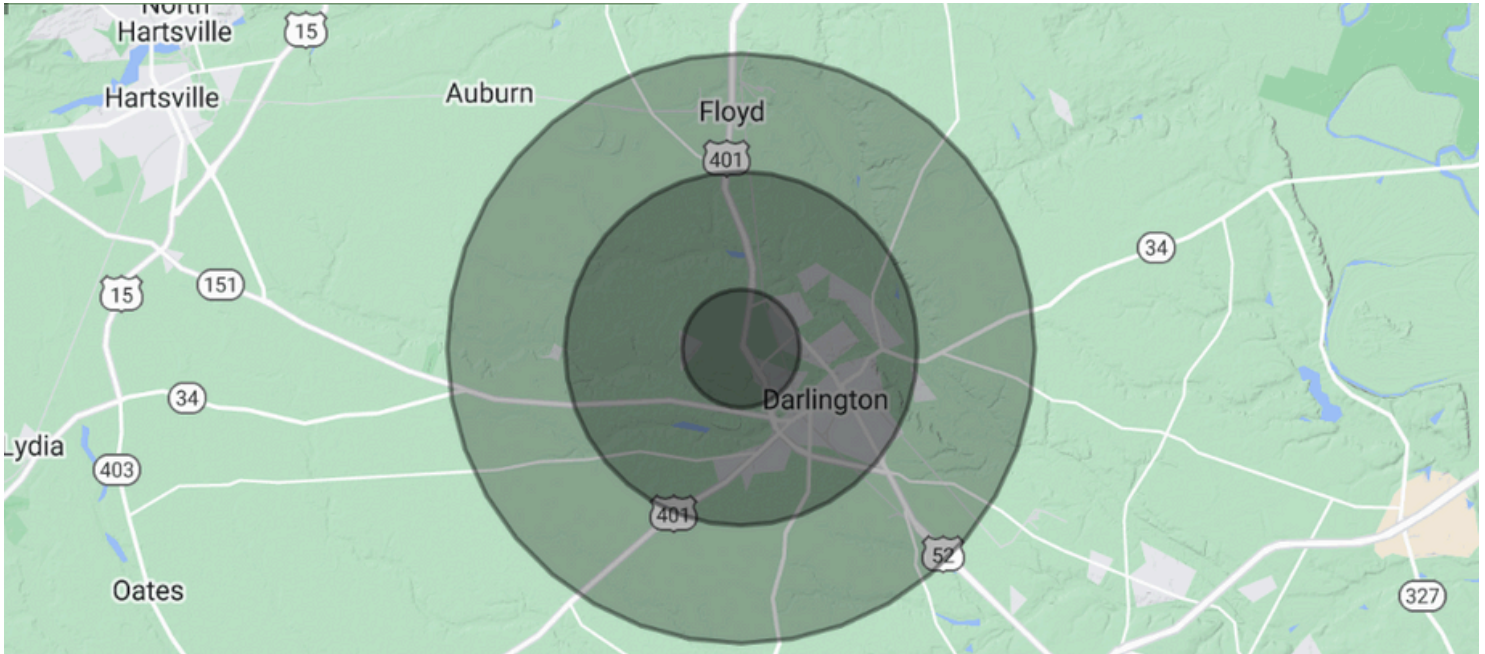 North
Hartsville
15
Auburn
Hartsville
Floyd
401
34
151
15
34
Darlington
Lydia
403
401
52
Oates
327